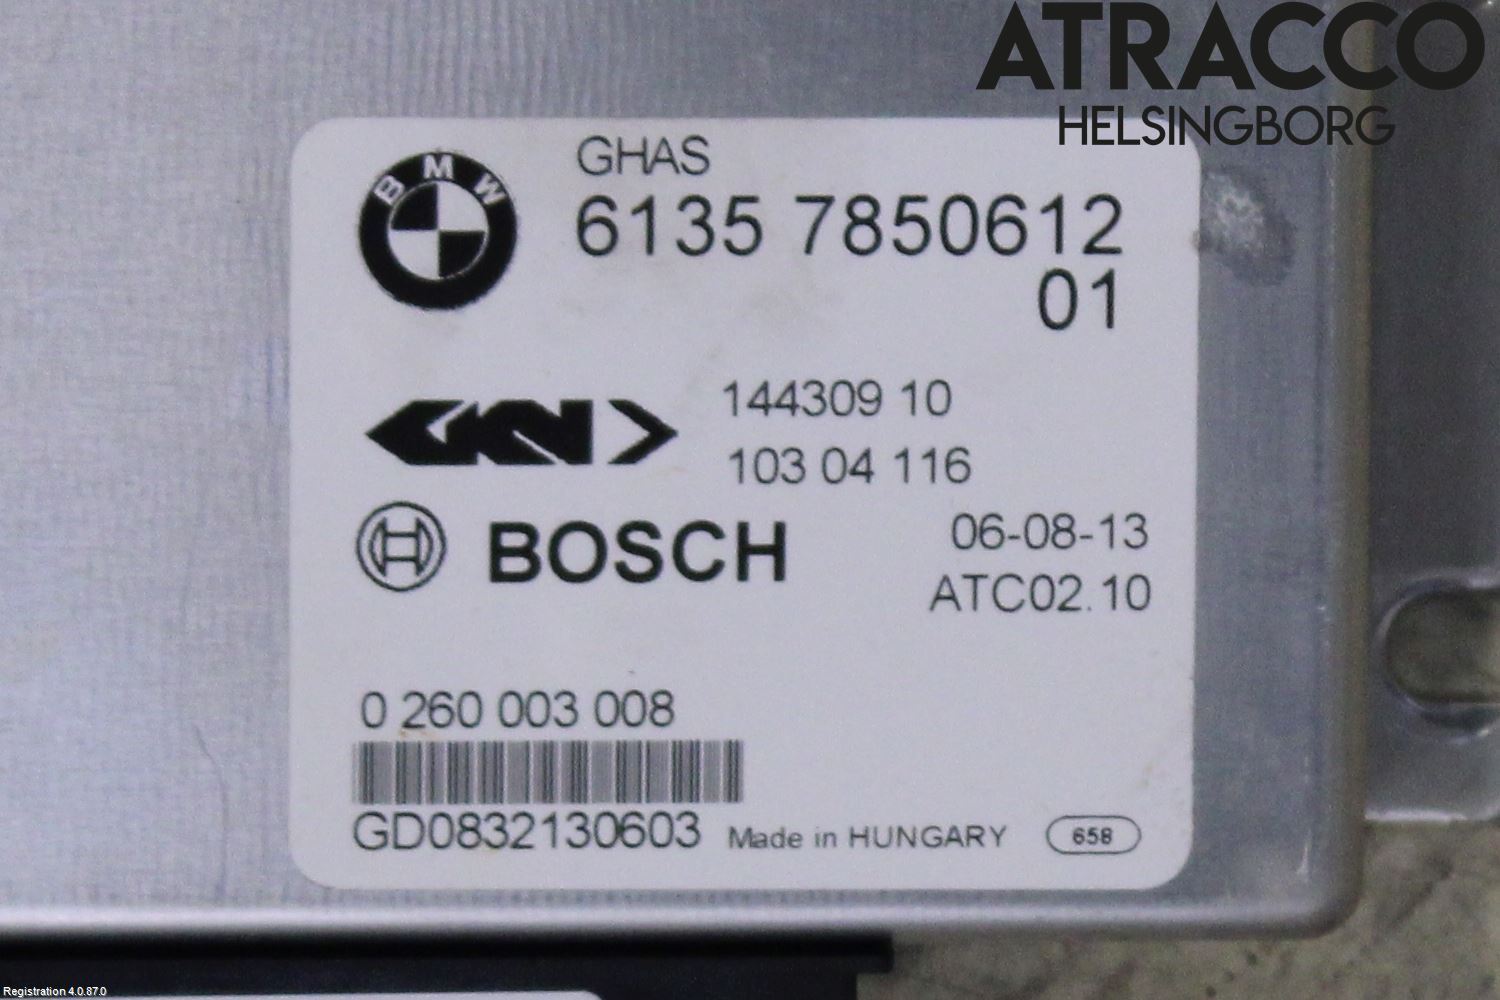 ATRACCO
HELSINGBORG
BMW
GHAS
6135 7850612
01
GKN
144309 10
103 04 116
BOSCH
06-08-13
ATC02.10
0 260 003 008
GD0832130603 Made in HUNGARY 658
Registration 4.0.87.0